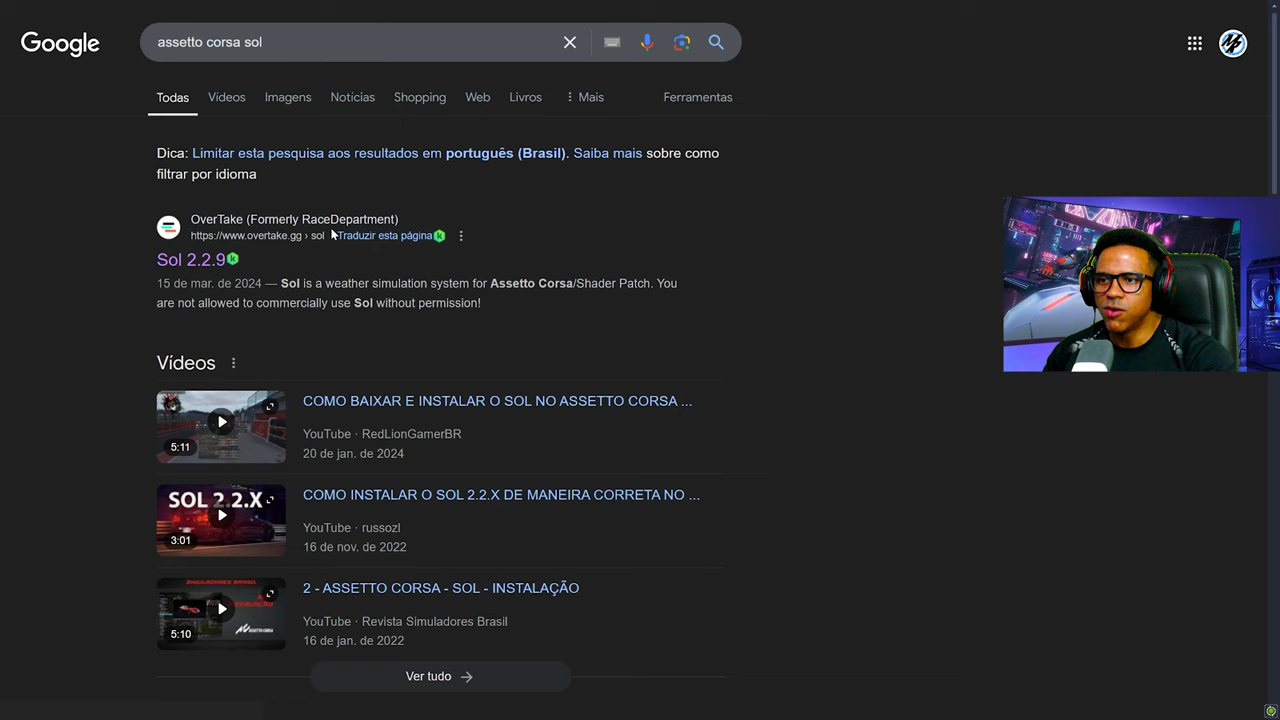 Google
assetto corsa sol
Todas
Vídeos
Imagens
Notícias
Shopping
Web
Livros
Mais
Ferramentas
Dica: Limitar esta pesquisa aos resultados em português (Brasil). Saiba mais sobre como
filtrar por idioma
OverTake (Formerly RaceDepartment)
https://www.overtake.gg › sol
Traduzir esta página
Sol 2.2.9
15 de mar. de 2024 — Sol is a weather simulation system for Assetto Corsa/Shader Patch. You
are not allowed to commercially use Sol without permission!
Vídeos
5:11
COMO BAIXAR E INSTALAR O SOL NO ASSETTO CORSA ...
YouTube · RedLionGamerBR
20 de jan. de 2024
SOL 2.2.X
3:01
COMO INSTALAR O SOL 2.2.X DE MANEIRA CORRETA NO ...
YouTube · russozl
16 de nov. de 2022
SIMULADORES BRASIL
ASSETTO CORSA
5:10
2 - ASSETTO CORSA - SOL - INSTALAÇÃO
YouTube · Revista Simuladores Brasil
16 de jan. de 2022
Ver tudo